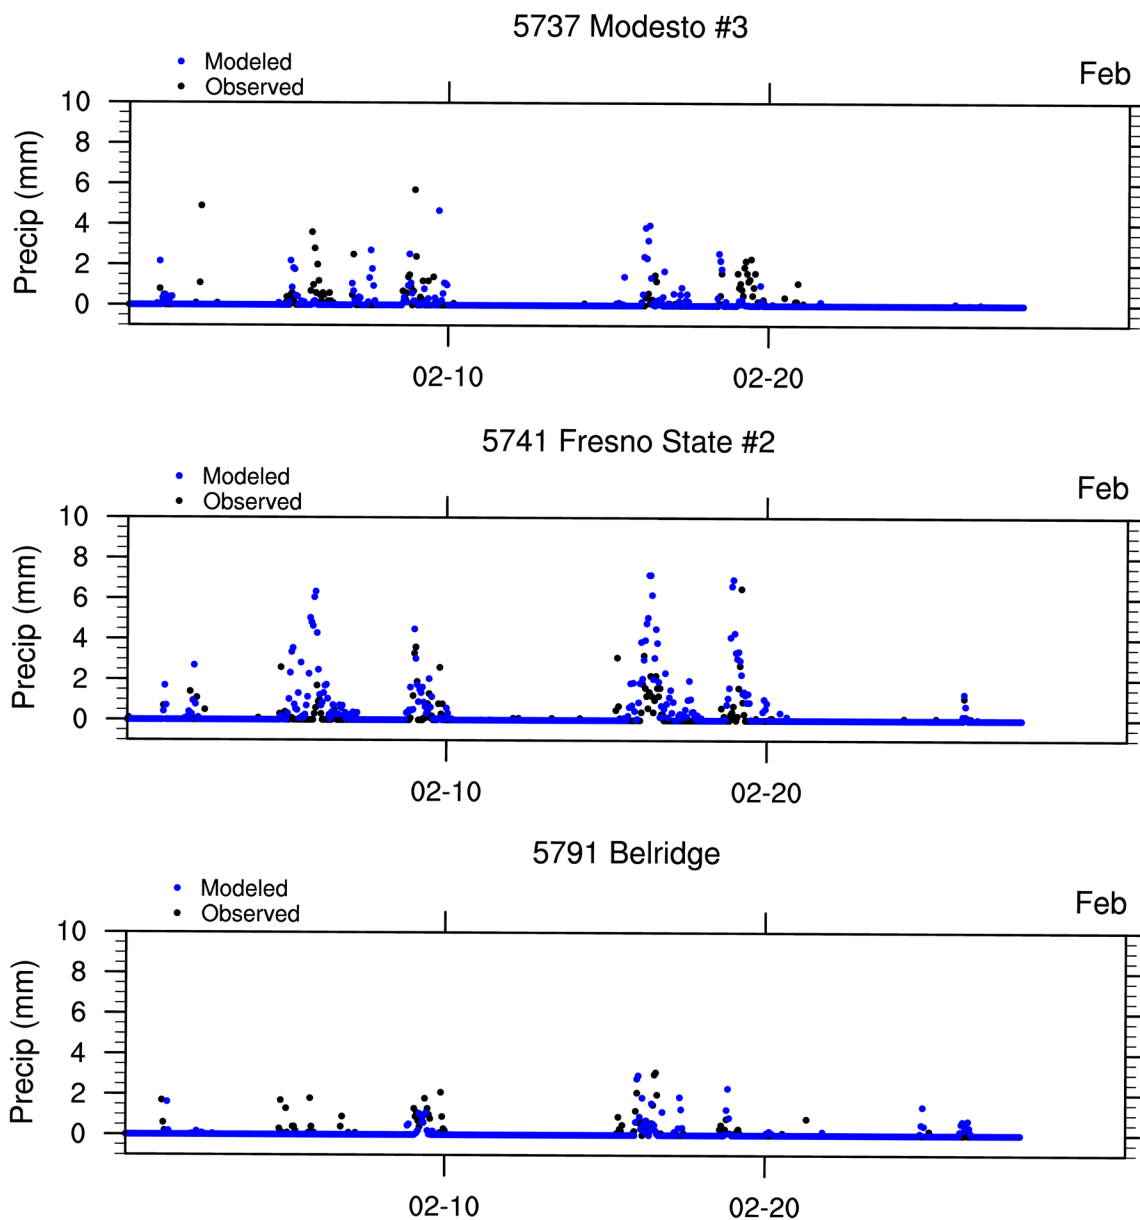 5737 Modesto #3
Modeled
Observed
Feb
Precip (mm)
10
8
6
4
2
0
02-10
02-20
5741 Fresno State #2
Modeled
Observed
Feb
Precip (mm)
10
8
6
4
2
0
02-10
02-20
5791 Belridge
Modeled
Observed
Feb
Precip (mm)
10
8
6
4
2
0
02-10
02-20